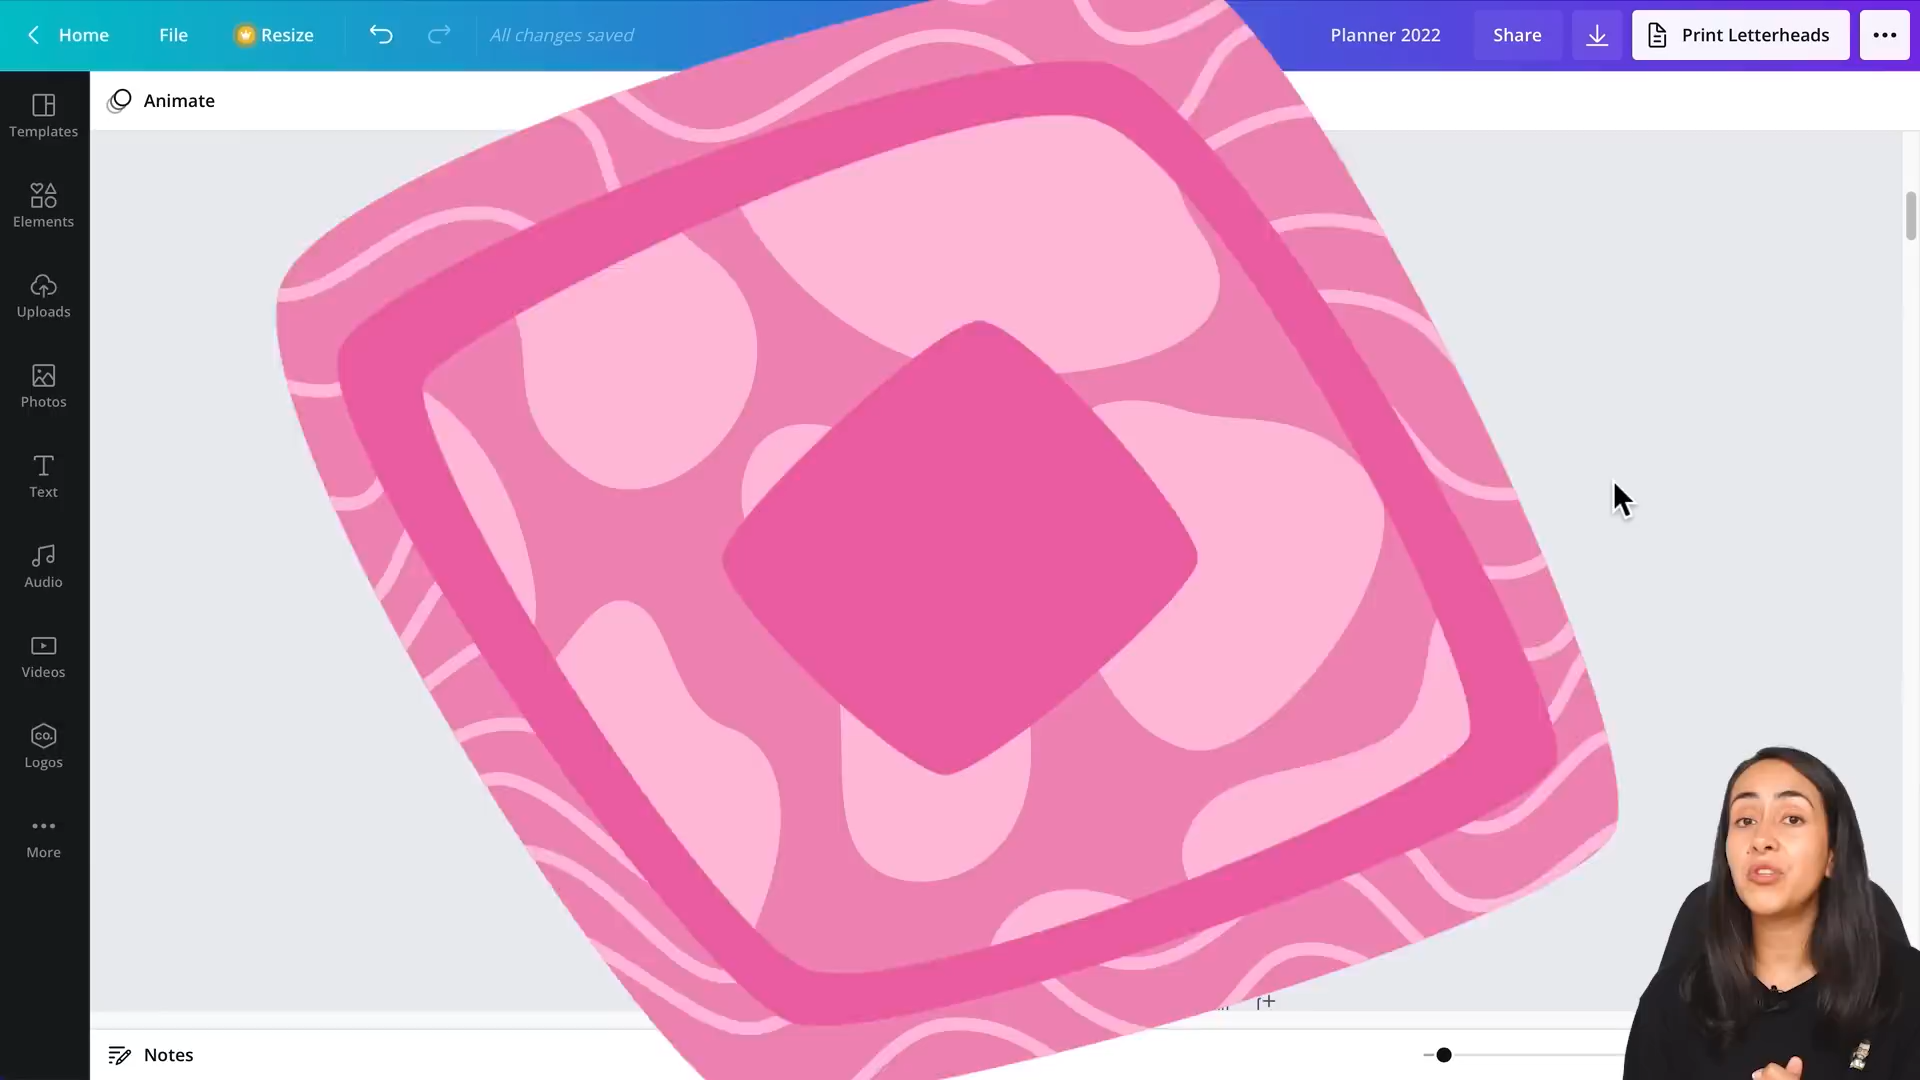 Home
File
Resize
All changes saved
Planner 2022
Share
Print Letterheads
Animate
Templates
Elements
Uploads
Photos
Text
Audio
Videos
CO.
Logos
More
Notes